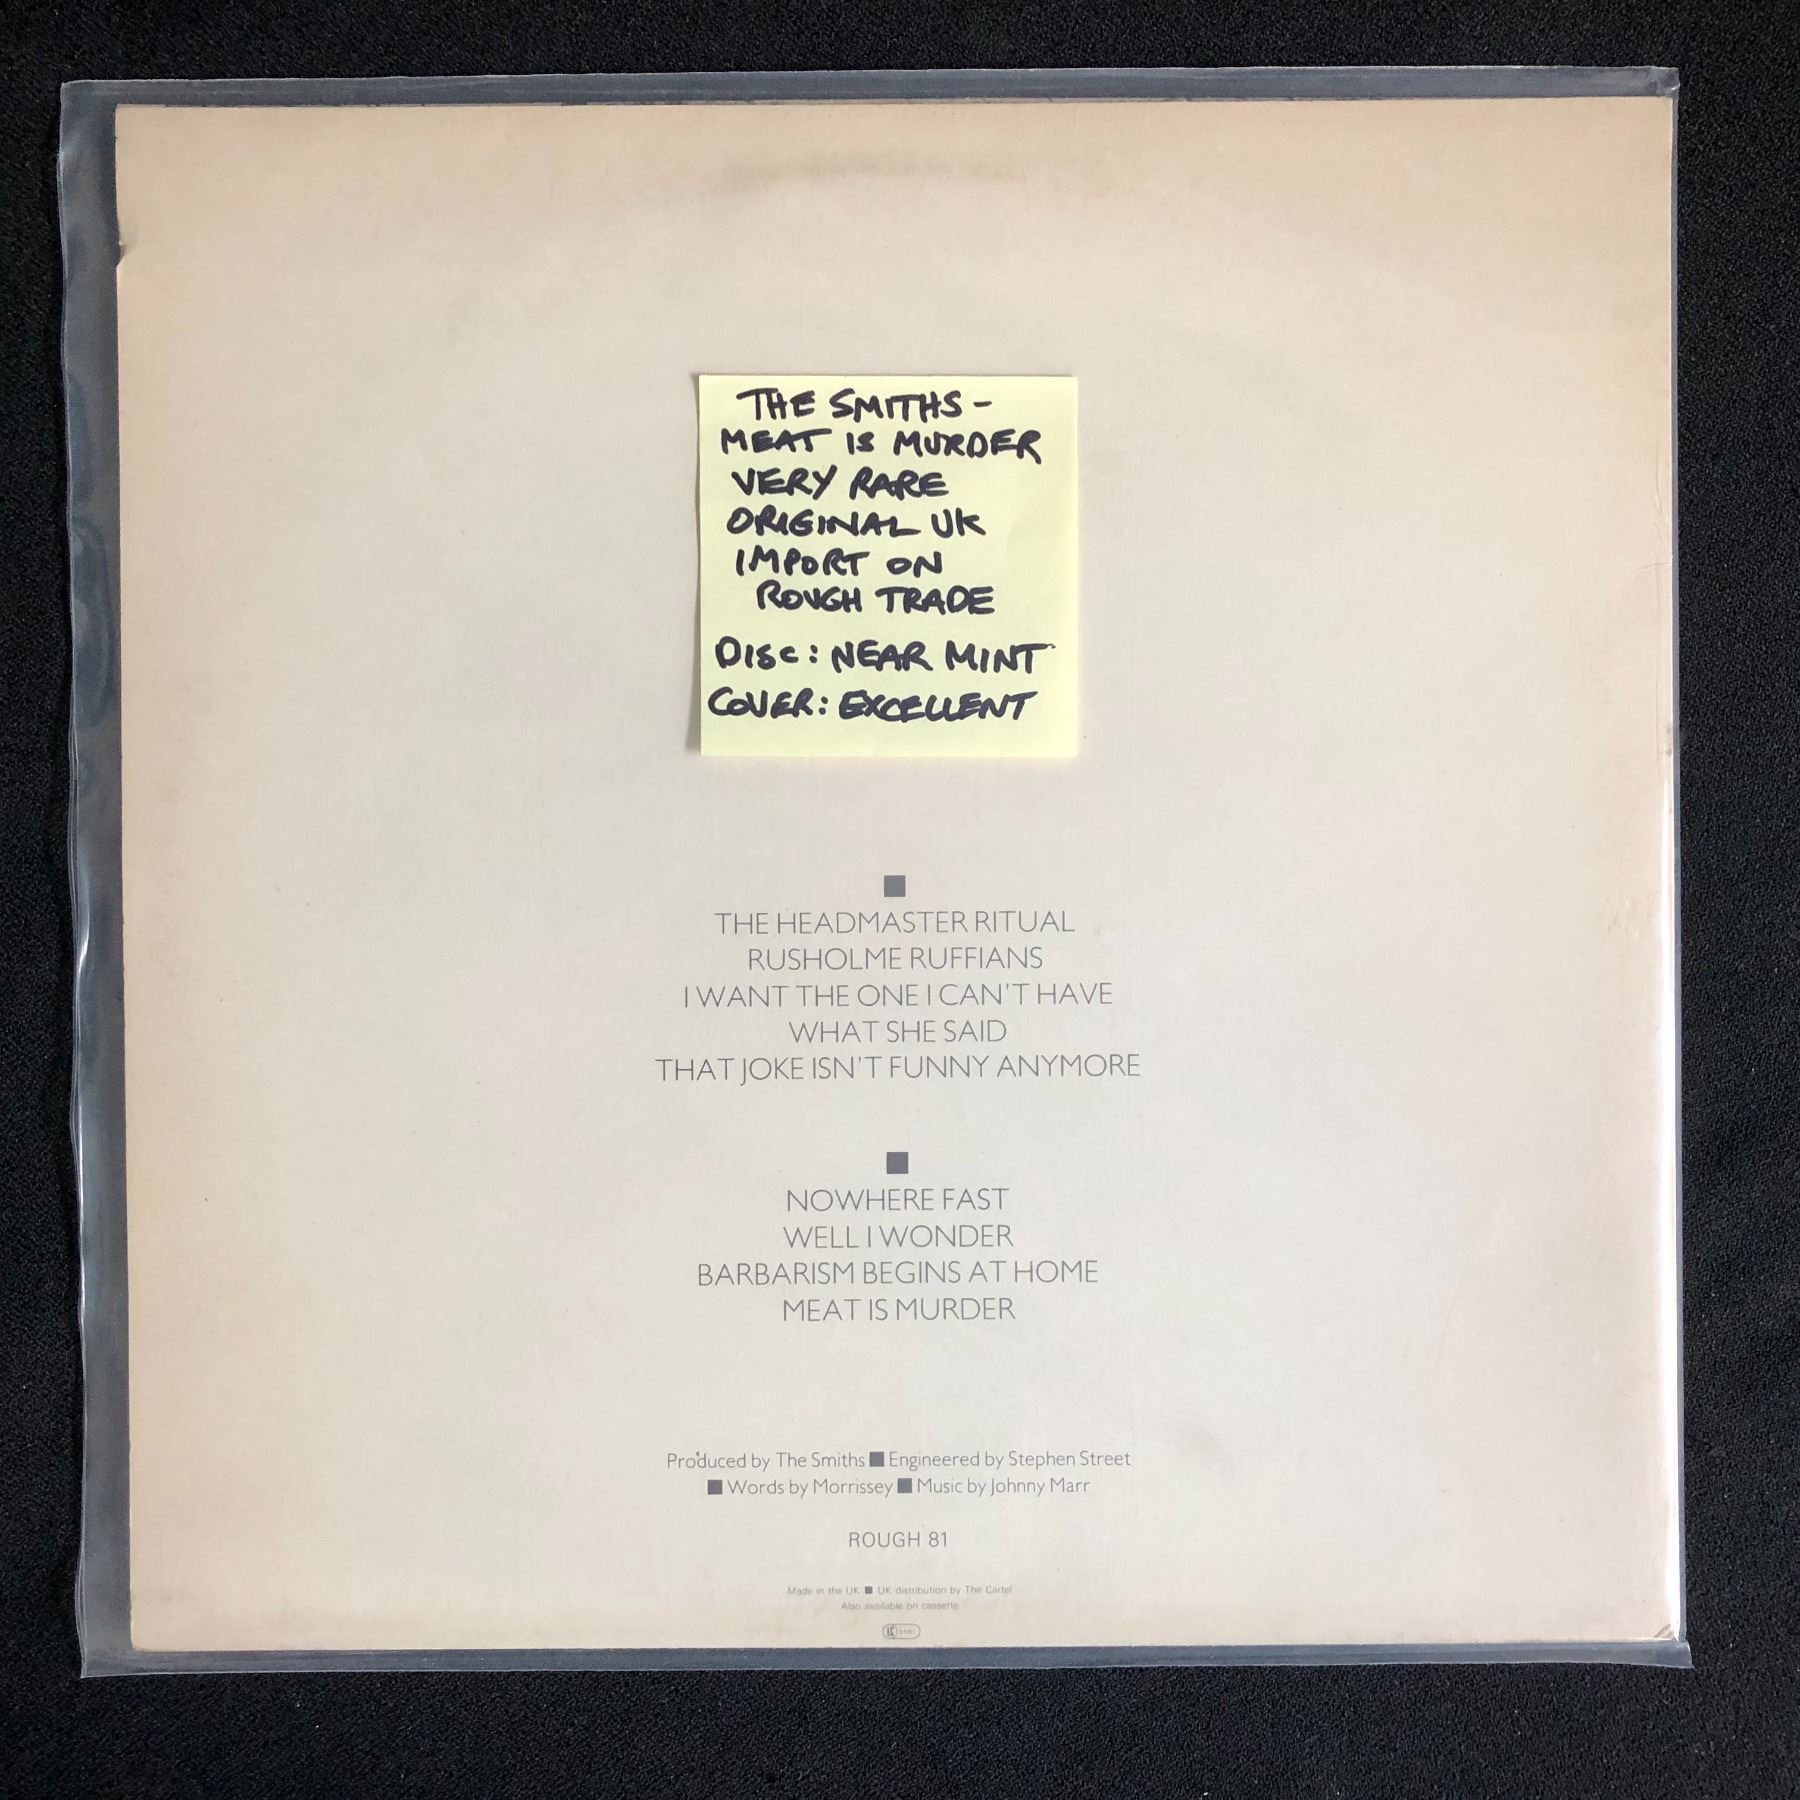 THE SMITHS -
MEAT IS MURDER
VERY RARE
ORIGINAL UK
IMPORT ON
ROUGH TRADE
DISC: NEAR MINT
COVER: EXCELLENT
■
THE HEADMASTER RITUAL
RUSHOLME RUFFIANS
I WANT THE ONE I CAN'T HAVE
WHAT SHE SAID
THAT JOKE ISN'T FUNNY ANYMORE
■
NOWHERE FAST
WELL I WONDER
BARBARISM BEGINS AT HOME
MEAT IS MURDER
Produced by The Smiths ■ Engineered by Stephen Street
■ Words by Morrissey ■ Music by Johnny Marr
ROUGH 81
Made in the UK ■ UK distribution by The Cartel
Also available on cassette
LC